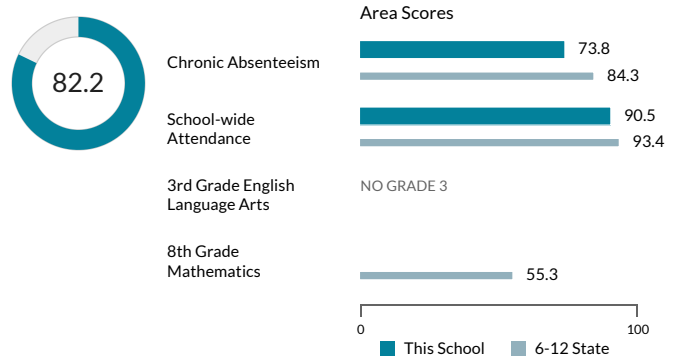 Area Scores
82.2
Chronic Absenteeism
73.8
84.3
School-wide
Attendance
90.5
93.4
3rd Grade English
Language Arts
NO GRADE 3
8th Grade
Mathematics
55.3
0
100
This School
6-12 State